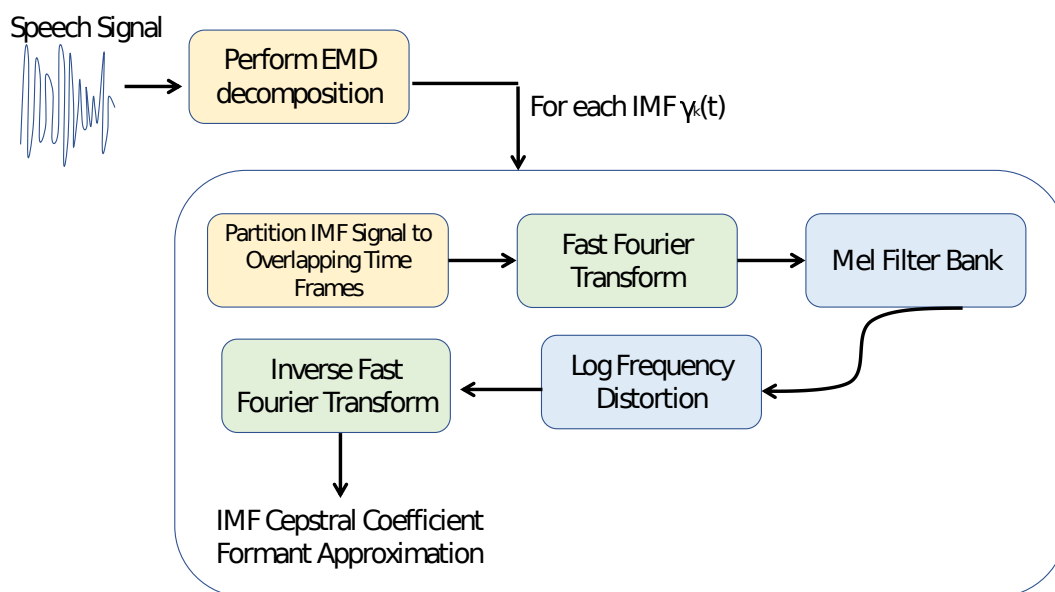 Speech Signal
Perform EMD
decomposition
For each IMF γₖ(t)
Partition IMF Signal to
Overlapping Time
Frames
Fast Fourier
Transform
Mel Filter Bank
Log Frequency
Distortion
Inverse Fast
Fourier Transform
IMF Cepstral Coefficient
Formant Approximation